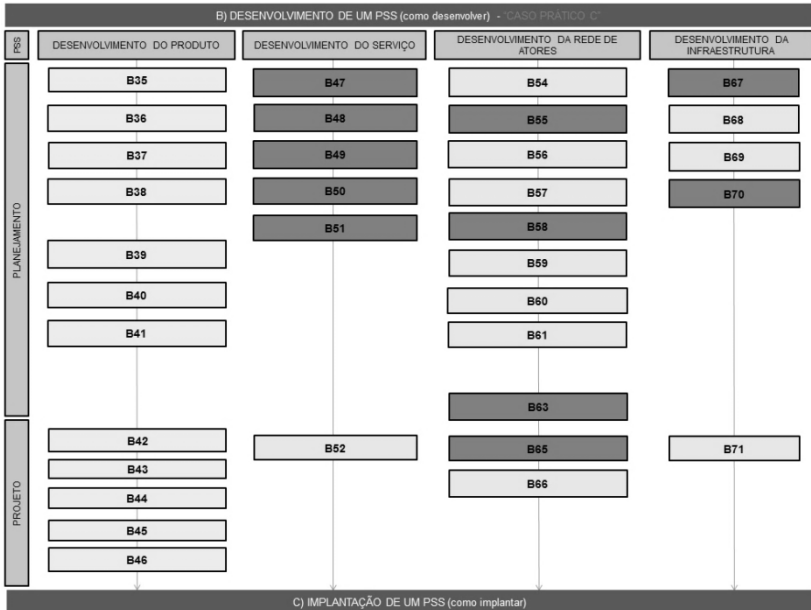 B) DESENVOLVIMENTO DE UM PSS (como desenvolver) - "CASO PRÁTICO C"
PSS
DESENVOLVIMENTO DO PRODUTO
DESENVOLVIMENTO DO SERVIÇO
DESENVOLVIMENTO DA REDE DE
ATORES
DESENVOLVIMENTO DA
INFRAESTRUTURA
PLANEJAMENTO
B35
B47
B54
B67
B36
B48
B55
B68
B37
B49
B56
B69
B38
B50
B57
B70
B51
B58
B39
B59
B40
B60
B41
B61
B63
PROJETO
B42
B52
B65
B71
B43
B66
B44
B45
B46
C) IMPLANTAÇÃO DE UM PSS (como implantar)